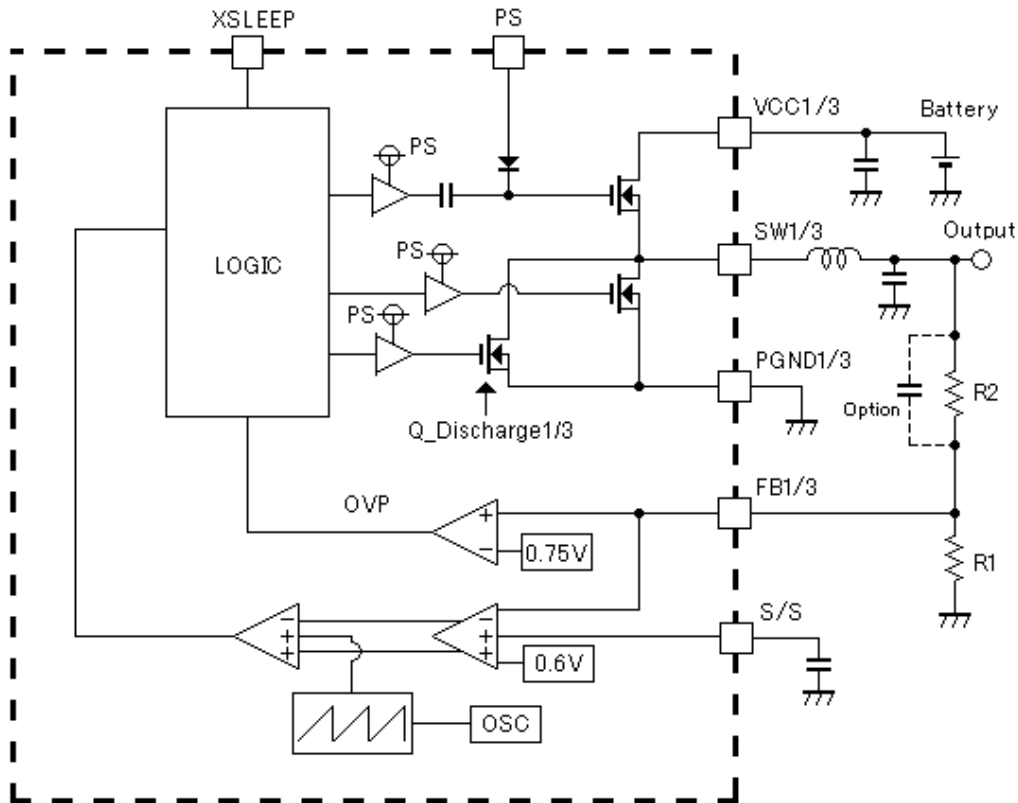 XSLEEP
PS
VCC1/3
Battery
PS
SW1/3
Output
LOGIC
PS
PS
PGND1/3
R2
Option
Q_Discharge1/3
FB1/3
OVP
+
−
0.75V
R1
S/S
−
+
+
−
+
+
0.6V
OSC